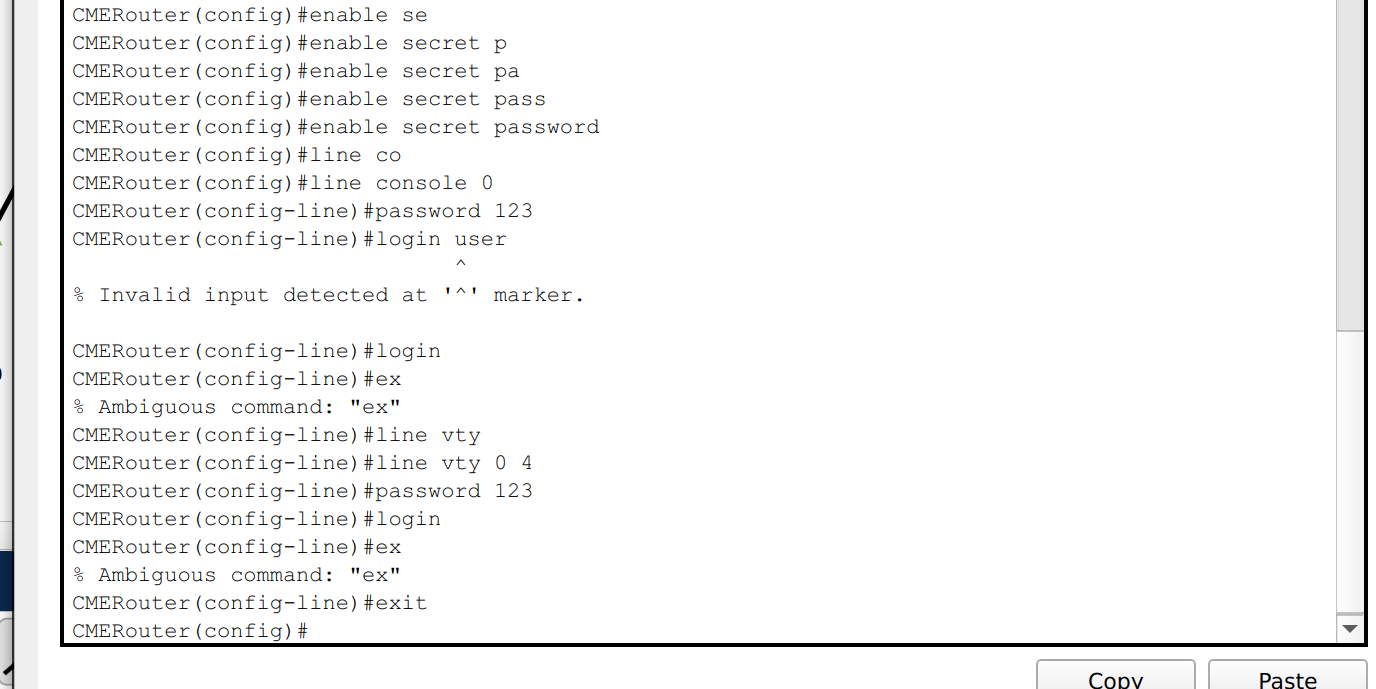 CMERouter(config)#enable se
CMERouter(config)#enable secret p
CMERouter(config)#enable secret pa
CMERouter(config)#enable secret pass
CMERouter(config)#enable secret password
CMERouter(config)#line co
CMERouter(config)#line console 0
CMERouter(config-line)#password 123
CMERouter(config-line)#login user
^
% Invalid input detected at '^' marker.
CMERouter(config-line)#login
CMERouter(config-line)#ex
% Ambiguous command: "ex"
CMERouter(config-line)#line vty
CMERouter(config-line)#line vty 0 4
CMERouter(config-line)#password 123
CMERouter(config-line)#login
CMERouter(config-line)#ex
% Ambiguous command: "ex"
CMERouter(config-line)#exit
CMERouter(config)#
Copy Paste